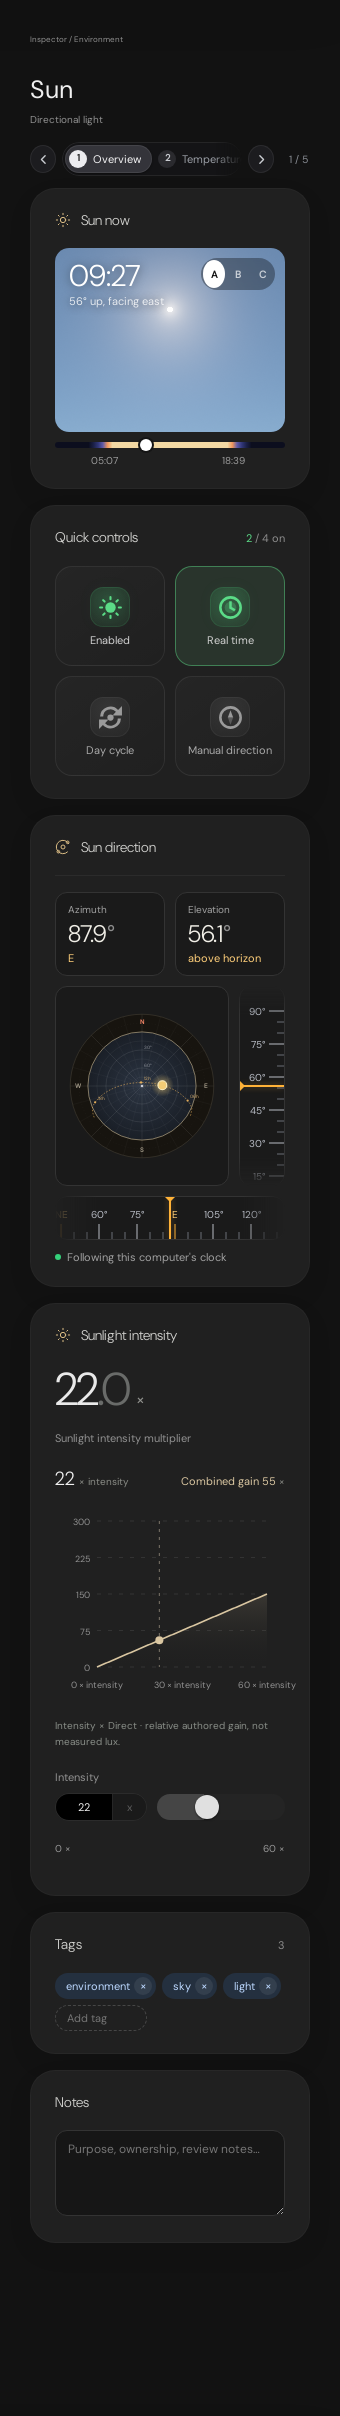 Inspector / Environment
Sun
Directional light
1 Overview
2 Temperatur
1 / 5
Sun now
09:27
56° up, facing east
A B C
05:07
18:39
Quick controls
2 / 4 on
Enabled
Real time
Day cycle
Manual direction
Sun direction
Azimuth
87.9°
E
Elevation
56.1°
above horizon
N
W
E
S
90°
75°
60°
45°
30°
15°
60°
75°
E
105°
120°
Following this computer's clock
Sunlight intensity
22.0 ×
Sunlight intensity multiplier
22 × intensity
Combined gain 55 ×
300
225
150
75
0
0 × intensity
30 × intensity
60 × intensity
Intensity × Direct · relative authored gain, not
measured lux.
Intensity
22 x
0 ×
60 ×
Tags
3
environment ×
sky ×
light ×
Add tag
Notes
Purpose, ownership, review notes...